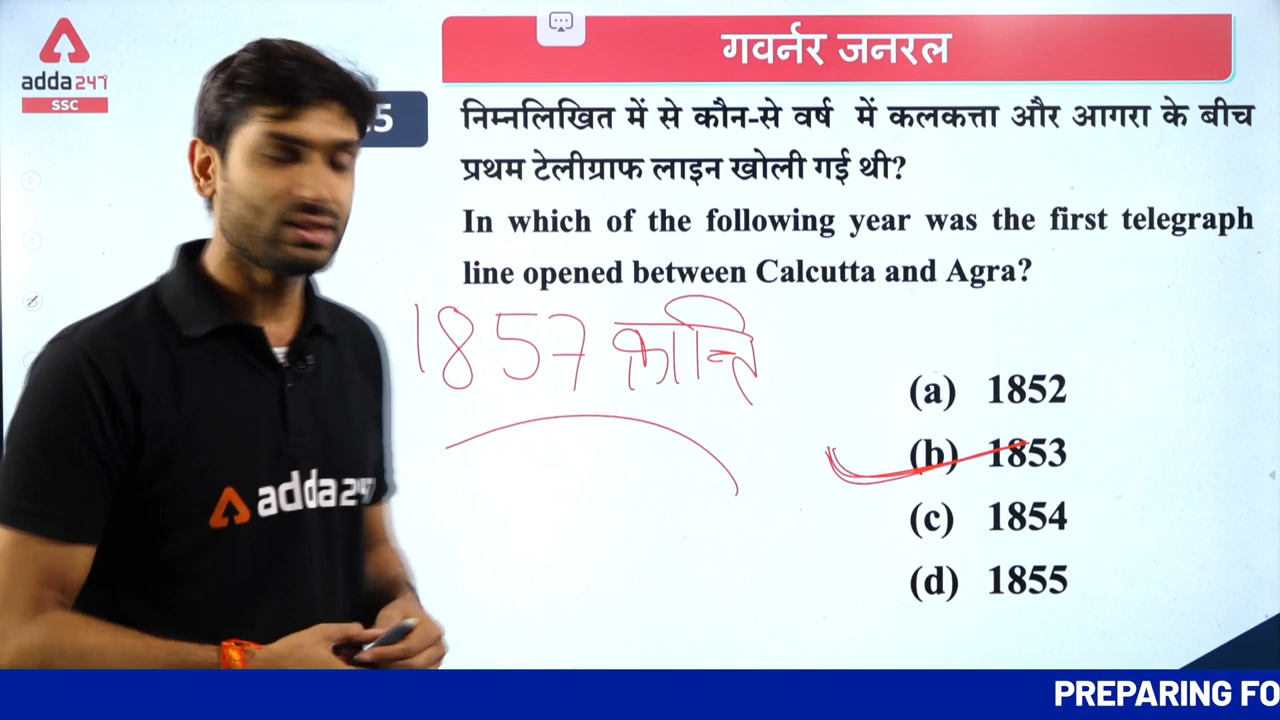 adda247
SSC
गवर्नर जनरल
5
निम्नलिखित में से कौन-से वर्ष में कलकत्ता और आगरा के बीच
प्रथम टेलीग्राफ लाइन खोली गई थी?
In which of the following year was the first telegraph
line opened between Calcutta and Agra?
1857 क्रान्ति
(a) 1852
(b) 1853
(c) 1854
(d) 1855
adda247
PREPARING FO